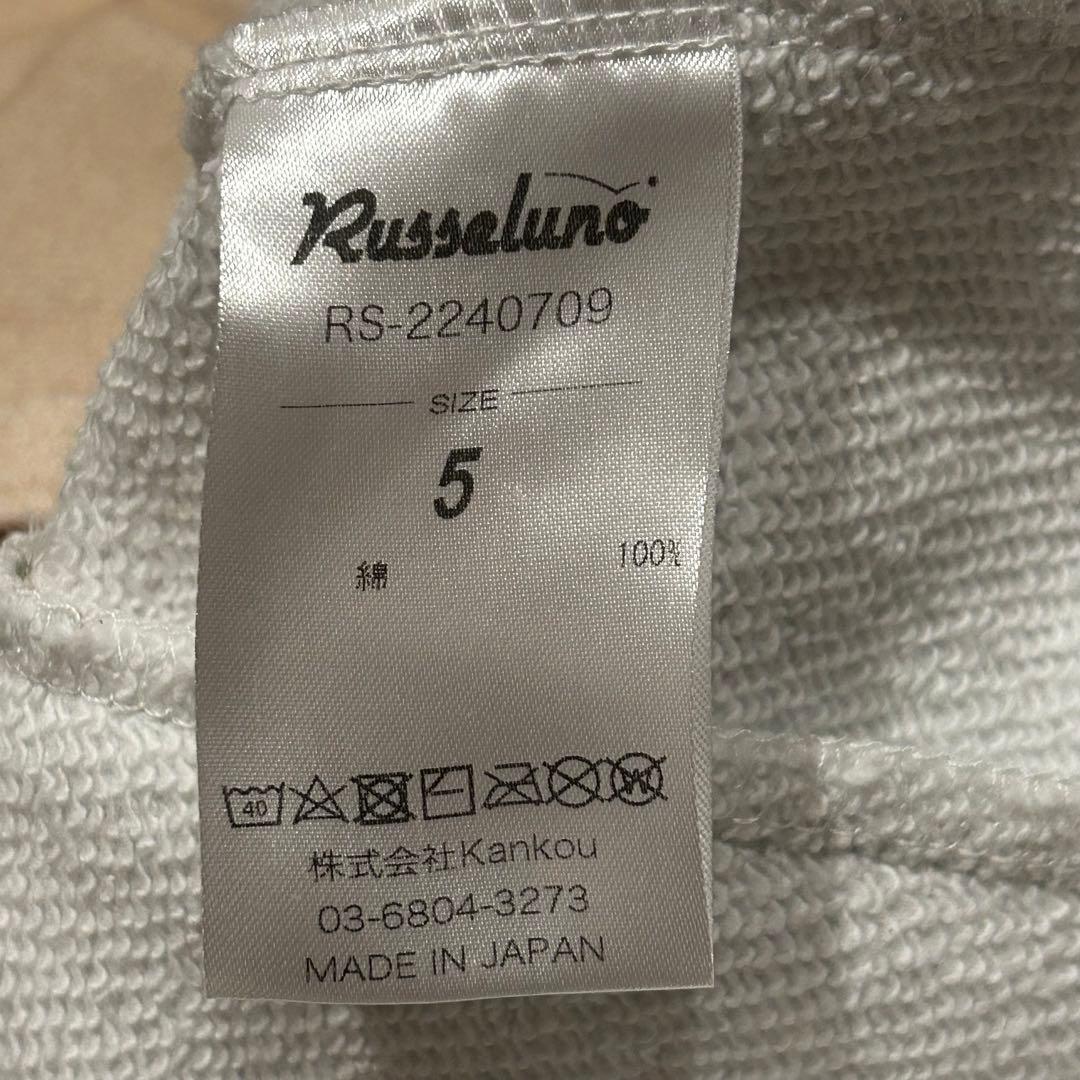 Russeluno
RS-2240709
SIZE
5
綿 100%
40
株式会社Kankou
03-6804-3273
MADE IN JAPAN